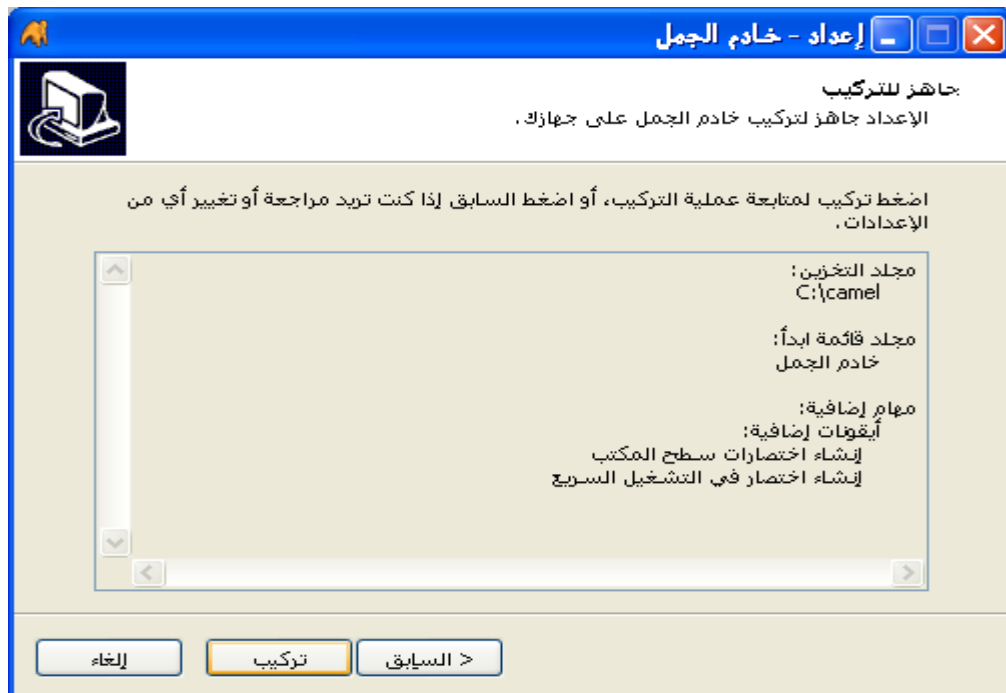 إعداد - خادم الجمل
جاهز للتركيب
الإعداد جاهز لتركيب خادم الجمل على جهازك.
اضغط تركيب لمتابعة عملية التركيب، أو اضغط السابق إذا كنت تريد مراجعة أو تغيير أي من
الإعدادات.
مجلد التخزين:
C:\camel
مجلد قائمة ابدأ:
خادم الجمل
مهام إضافية:
أيقونات إضافية:
إنشاء اختصارات سطح المكتب
إنشاء اختصار في التشغيل السريع
< السابق
تركيب
إلغاء